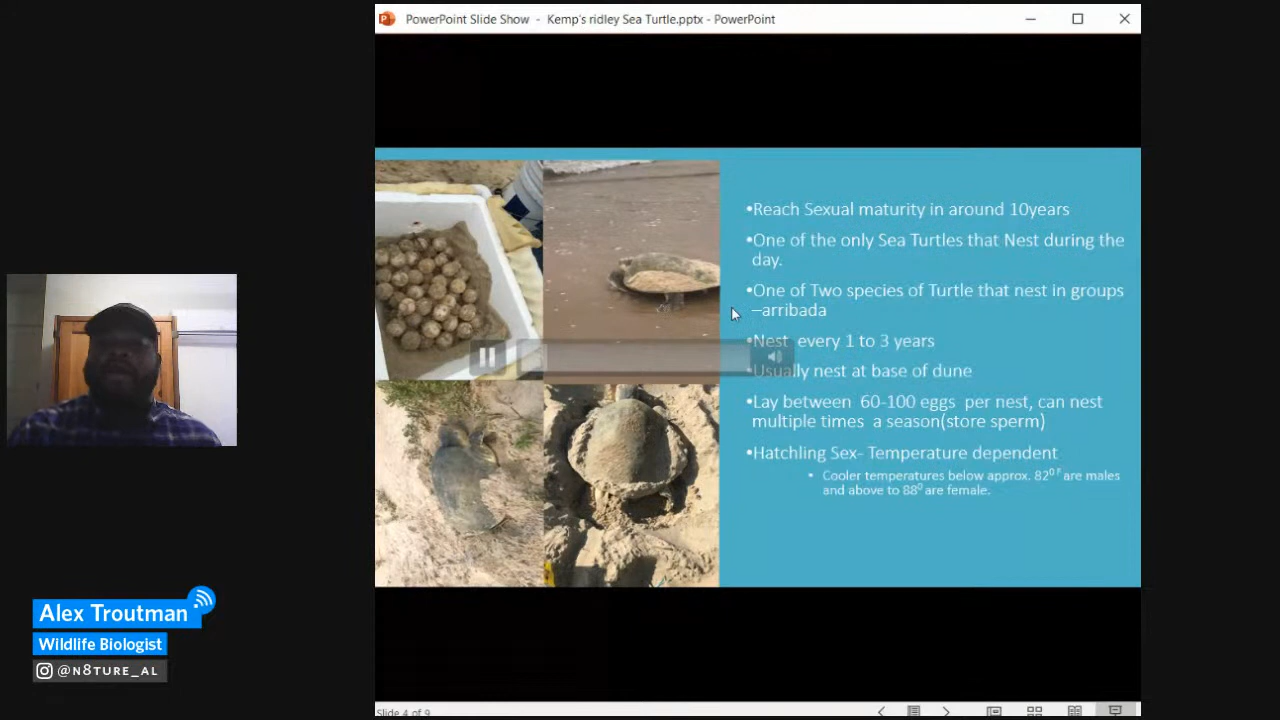 PowerPoint Slide Show - Kemp's ridley Sea Turtle.pptx - PowerPoint
•Reach Sexual maturity in around 10years
•One of the only Sea Turtles that Nest during the
day.
•One of Two species of Turtle that nest in groups
–arribada
•Nest every 1 to 3 years
•Usually nest at base of dune
•Lay between 60-100 eggs per nest, can nest
multiple times a season(store sperm)
•Hatchling Sex- Temperature dependent
• Cooler temperatures below approx. 82⁰ ᶠ are males
and above to 88⁰ are female.
Alex Troutman
Wildlife Biologist
@N8TURE_AL
Slide 4 of 9